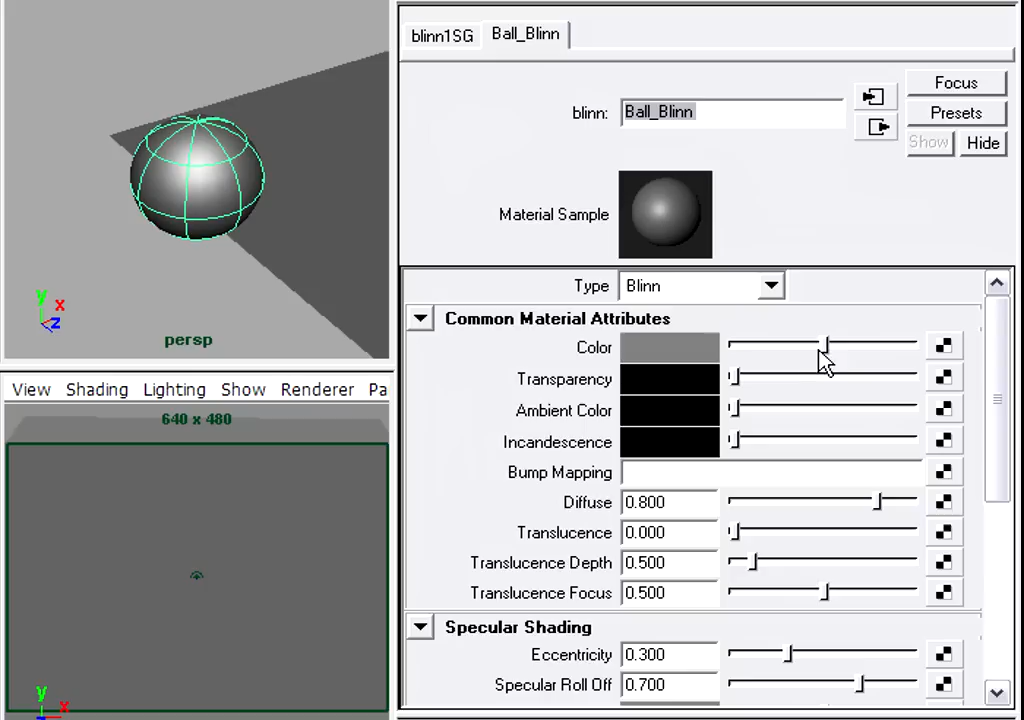 y
x
z
persp
View Shading Lighting Show Renderer Pa
640 x 480
y
x
blinn1SG Ball_Blinn
blinn: Ball_Blinn
Focus
Presets
Show Hide
Material Sample
Type Blinn
Common Material Attributes
Color
Transparency
Ambient Color
Incandescence
Bump Mapping
Diffuse 0.800
Translucence 0.000
Translucence Depth 0.500
Translucence Focus 0.500
Specular Shading
Eccentricity 0.300
Specular Roll Off 0.700